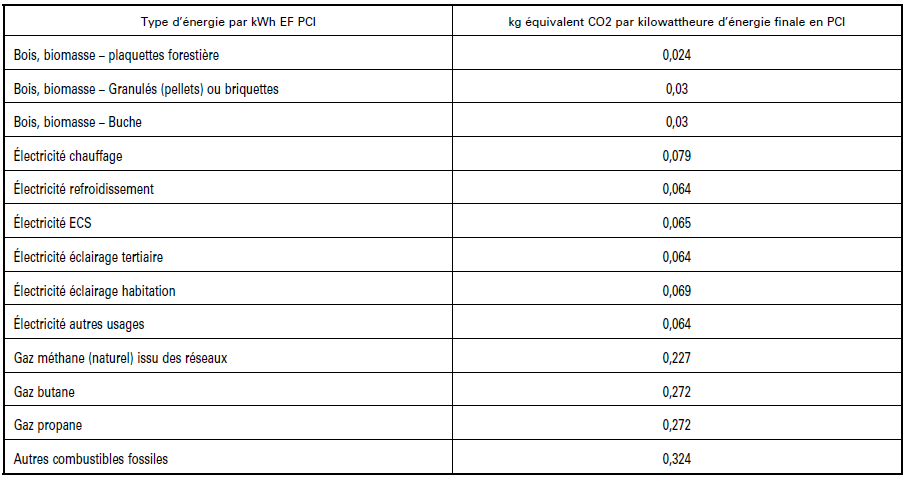 Type d'énergie par kWh EF PCI kg équivalent CO2 par kilowattheure d'énergie finale en PCI
Bois, biomasse – plaquettes forestière 0,024
Bois, biomasse – Granulés (pellets) ou briquettes 0,03
Bois, biomasse – Buche 0,03
Électricité chauffage 0,079
Électricité refroidissement 0,064
Électricité ECS 0,065
Électricité éclairage tertiaire 0,064
Électricité éclairage habitation 0,069
Électricité autres usages 0,064
Gaz méthane (naturel) issu des réseaux 0,227
Gaz butane 0,272
Gaz propane 0,272
Autres combustibles fossiles 0,324